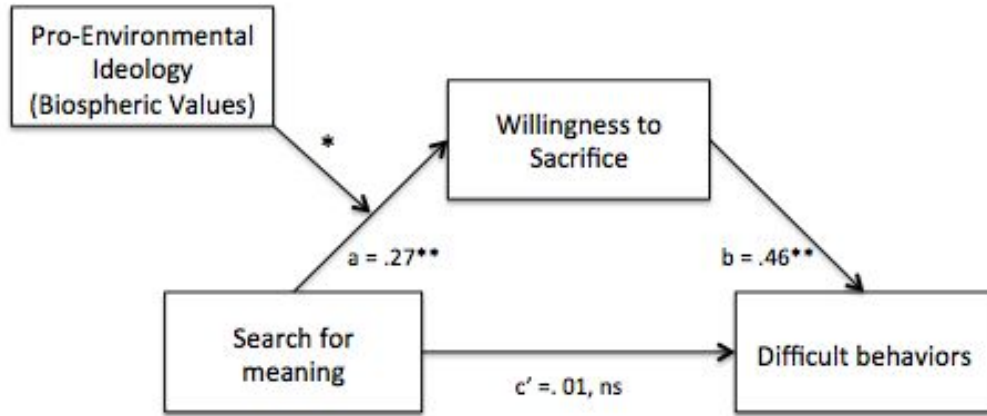 Pro-Environmental
Ideology
(Biospheric Values)
*
Willingness to
Sacrifice
a = .27**
b = .46**
Search for
meaning
Difficult behaviors
c’ =. 01, ns